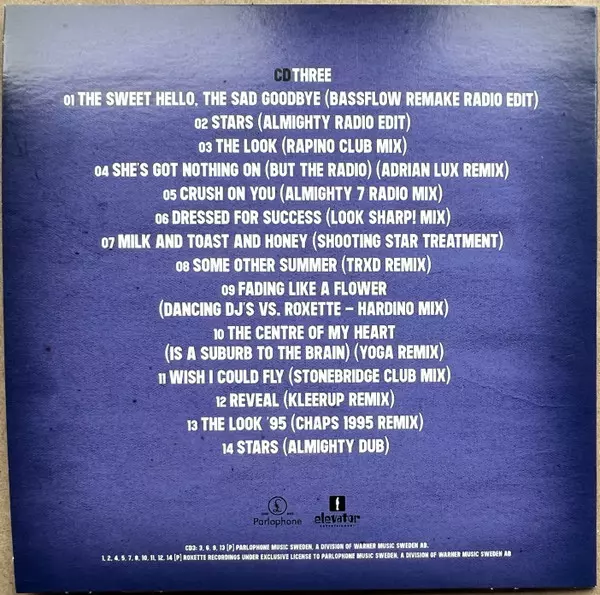 CDTHREE
01 THE SWEET HELLO, THE SAD GOODBYE (BASSFLOW REMAKE RADIO EDIT)
02 STARS (ALMIGHTY RADIO EDIT)
03 THE LOOK (RAPINO CLUB MIX)
04 SHE'S GOT NOTHING ON (BUT THE RADIO) (ADRIAN LUX REMIX)
05 CRUSH ON YOU (ALMIGHTY 7 RADIO MIX)
06 DRESSED FOR SUCCESS (LOOK SHARP! MIX)
07 MILK AND TOAST AND HONEY (SHOOTING STAR TREATMENT)
08 SOME OTHER SUMMER (TRXD REMIX)
09 FADING LIKE A FLOWER
(DANCING DJ'S VS. ROXETTE – HARDINO MIX)
10 THE CENTRE OF MY HEART
(IS A SUBURB TO THE BRAIN) (YOGA REMIX)
11 WISH I COULD FLY (STONEBRIDGE CLUB MIX)
12 REVEAL (KLEERUP REMIX)
13 THE LOOK '95 (CHAPS 1995 REMIX)
14 STARS (ALMIGHTY DUB)
Parlophone
elevator
ENTERTAINMENT
CD3: 3, 6, 9, 13 [P] PARLOPHONE MUSIC SWEDEN, A DIVISION OF WARNER MUSIC SWEDEN AB.
1, 2, 4, 5, 7, 8, 10, 11, 12, 14 [P] ROXETTE RECORDINGS UNDER EXCLUSIVE LICENSE TO PARLOPHONE MUSIC SWEDEN, A DIVISION OF WARNER MUSIC SWEDEN AB